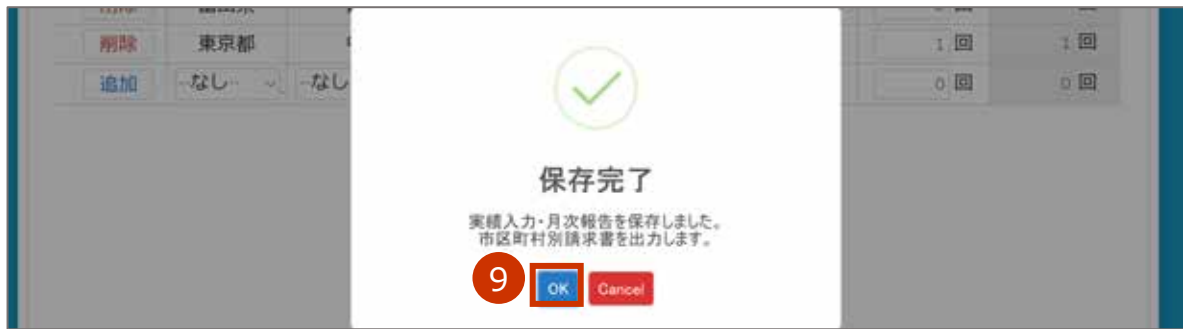 削除 東京都 1 回 1 回
追加 --なし-- --なし 0 回 0 回
保存完了
実績入力・月次報告を保存しました。
市区町村別請求書を出力します。
9 OK Cancel